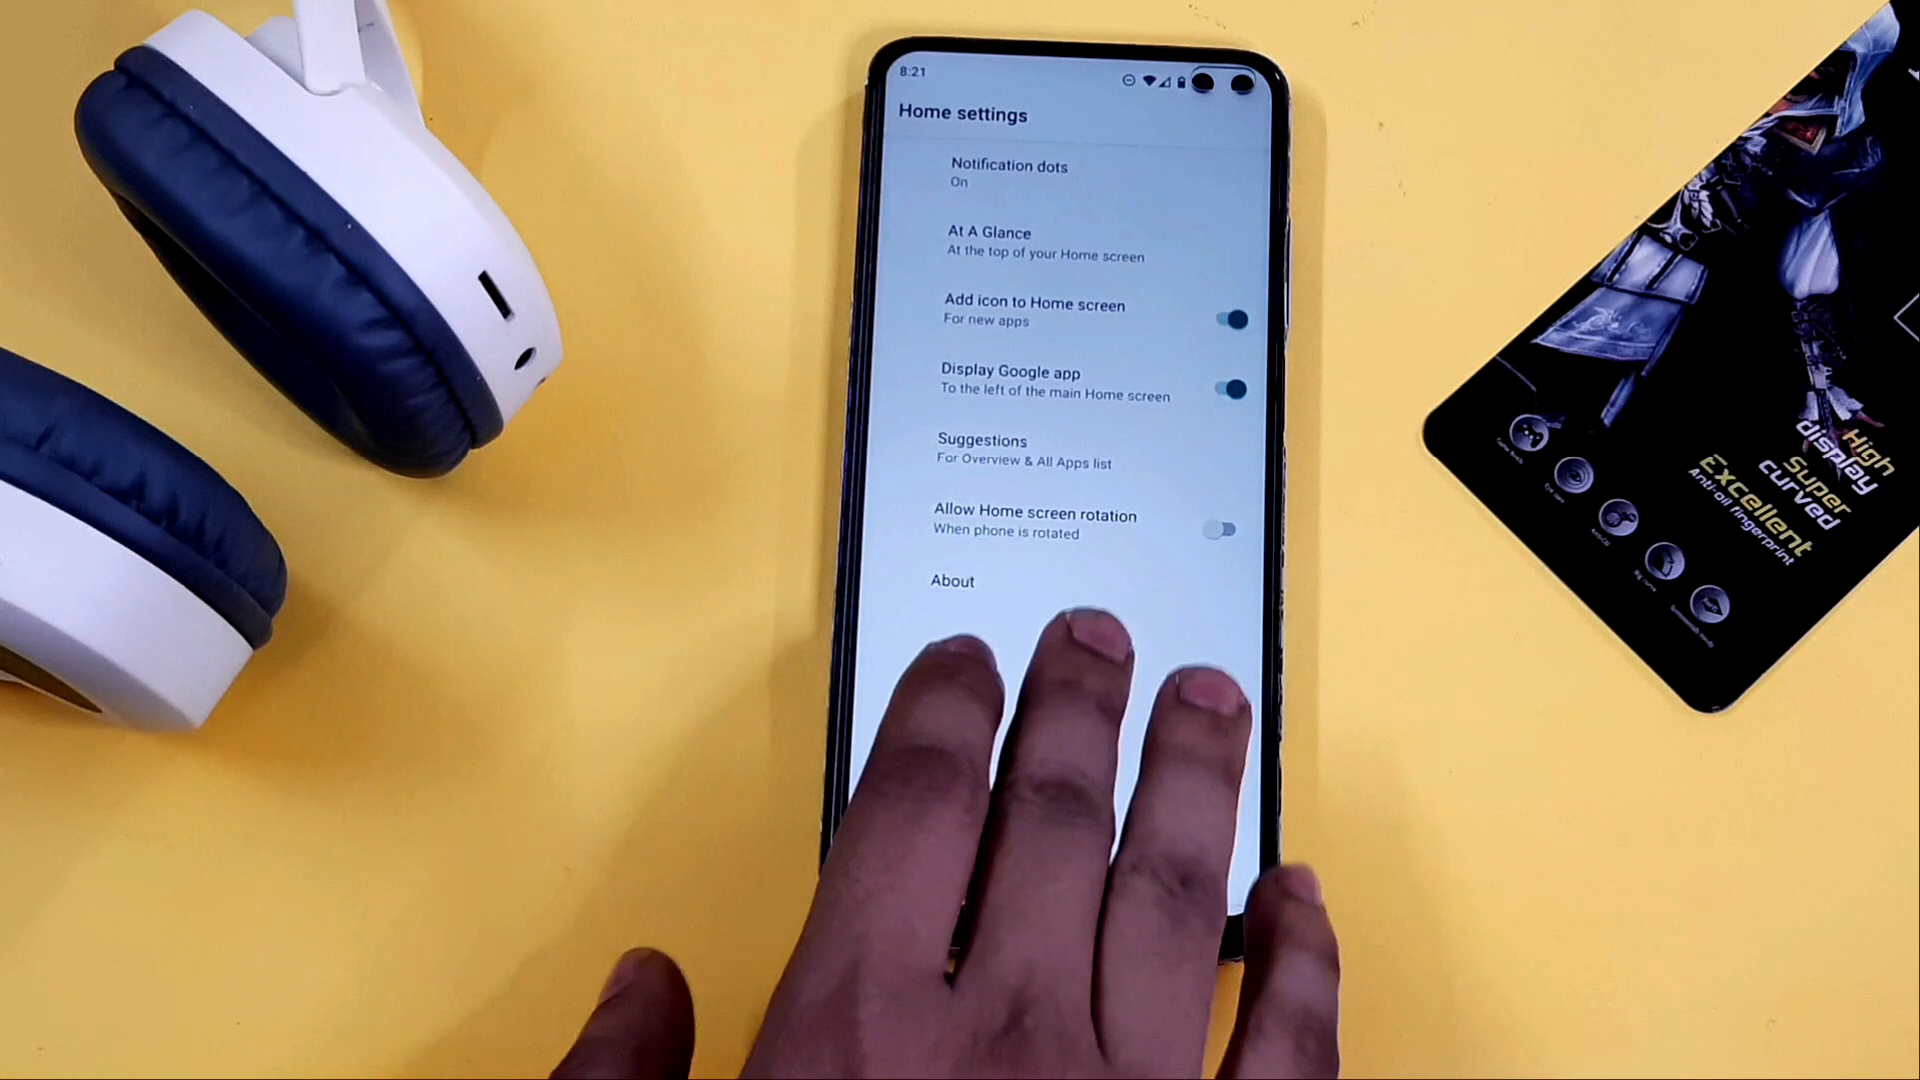 8:21
Home settings
Notification dots
On
At A Glance
At the top of your Home screen
Add icon to Home screen
For new apps
Display Google app
To the left of the main Home screen
Suggestions
For Overview & All Apps list
Allow Home screen rotation
When phone is rotated
About
High
display
Super
curved
Excellent
Anti-oil fingerprint